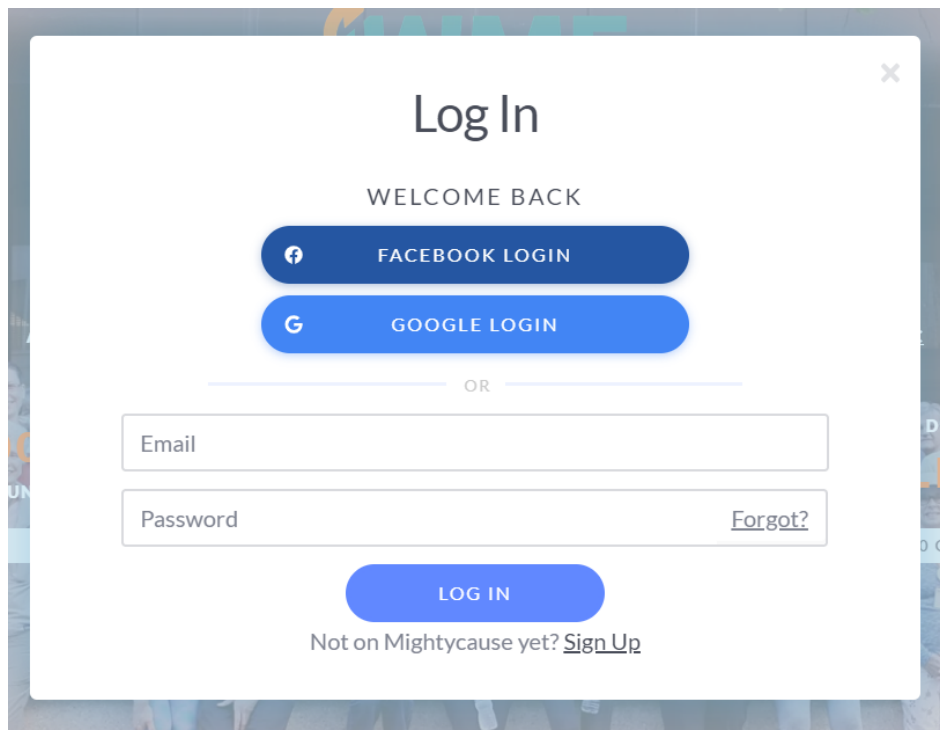 Log In
WELCOME BACK
FACEBOOK LOGIN
GOOGLE LOGIN
OR
Email
Password Forgot?
LOG IN
Not on Mightycause yet? Sign Up